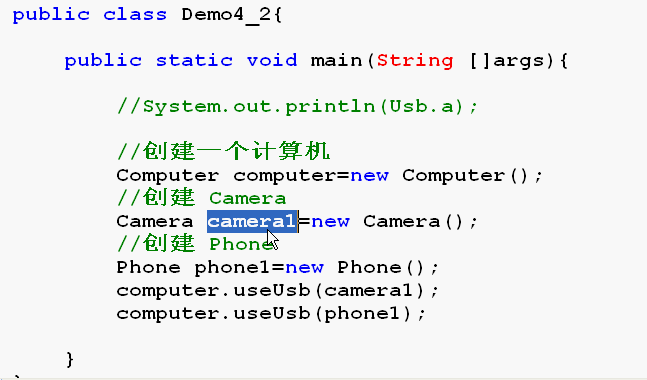 public class Demo4_2{
public static void main(String []args){
//System.out.println(Usb.a);
//创建一个计算机
Computer computer=new Computer();
//创建 Camera
Camera camera1=new Camera();
//创建 Phone
Phone phone1=new Phone();
computer.useUsb(camera1);
computer.useUsb(phone1);
}